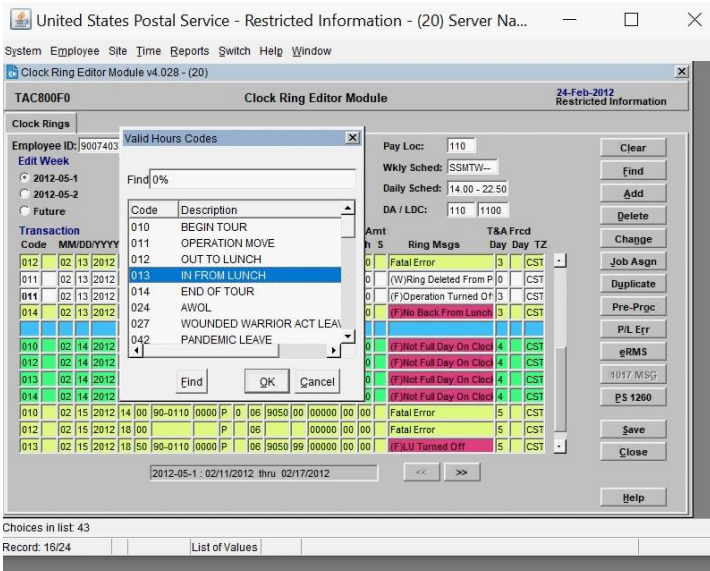 United States Postal Service - Restricted Information - (20) Server Na...
System Employee Site Time Reports Switch Help Window
Clock Ring Editor Module v4.028 - (20)
TAC800F0 Clock Ring Editor Module 24-Feb-2012
Restricted Information
Clock Rings
Employee ID: 9007403
Edit Week
2012-05-1
2012-05-2
Future
Valid Hours Codes
Find 0%
Code Description
010 BEGIN TOUR
011 OPERATION MOVE
012 OUT TO LUNCH
013 IN FROM LUNCH
014 END OF TOUR
024 AWOL
027 WOUNDED WARRIOR ACT LEAV
042 PANDEMIC LEAVE
Find OK Cancel
Pay Loc: 110
Wkly Sched: SSMTW--
Daily Sched: 14.00 - 22.50
DA / LDC: 110 1100
Transaction Amt T&A Frcd
Code MM/DD/YYYY h S Ring Msgs Day Day TZ
012 02 13 2012 0 Fatal Error 3 CST
011 02 13 2012 0 (W)Ring Deleted From P 0 CST
011 02 13 2012 0 (F)Operation Turned Off 3 CST
014 02 13 2012 0 (F)No Back From Lunch 3 CST
010 02 14 2012 0 (F)Not Full Day On Clock 4 CST
012 02 14 2012 0 (F)Not Full Day On Clock 4 CST
013 02 14 2012 0 (F)Not Full Day On Clock 4 CST
014 02 14 2012 0 (F)Not Full Day On Clock 4 CST
010 02 15 2012 14 00 90-0110 0000 P 0 06 9050 00 00000 00 00 Fatal Error 5 CST
012 02 15 2012 18 00 P 06 9050 00 00000 00 00 Fatal Error 5 CST
013 02 15 2012 18 50 90-0110 0000 P 06 9050 99 00000 00 00 (F)LU Turned Off 5 CST
2012-05-1 : 02/11/2012 thru 02/17/2012 << >>
Clear
Find
Add
Delete
Change
Job Asgn
Duplicate
Pre-Proc
P/L Err
eRMS
1017 MSG
PS 1260
Save
Close
Help
Choices in list: 43
Record: 16/24 List of Values